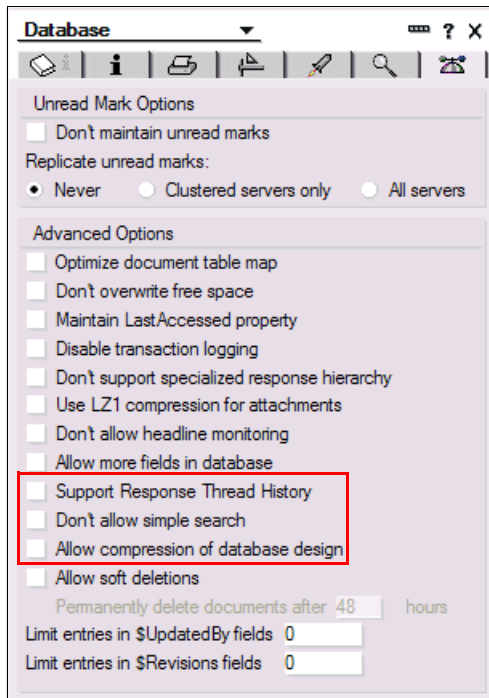 Database
? X
i
Unread Mark Options
Don't maintain unread marks
Replicate unread marks:
Never Clustered servers only All servers
Advanced Options
Optimize document table map
Don't overwrite free space
Maintain LastAccessed property
Disable transaction logging
Don't support specialized response hierarchy
Use LZ1 compression for attachments
Don't allow headline monitoring
Allow more fields in database
Support Response Thread History
Don't allow simple search
Allow compression of database design
Allow soft deletions
Permanently delete documents after 48 hours
Limit entries in $UpdatedBy fields 0
Limit entries in $Revisions fields 0